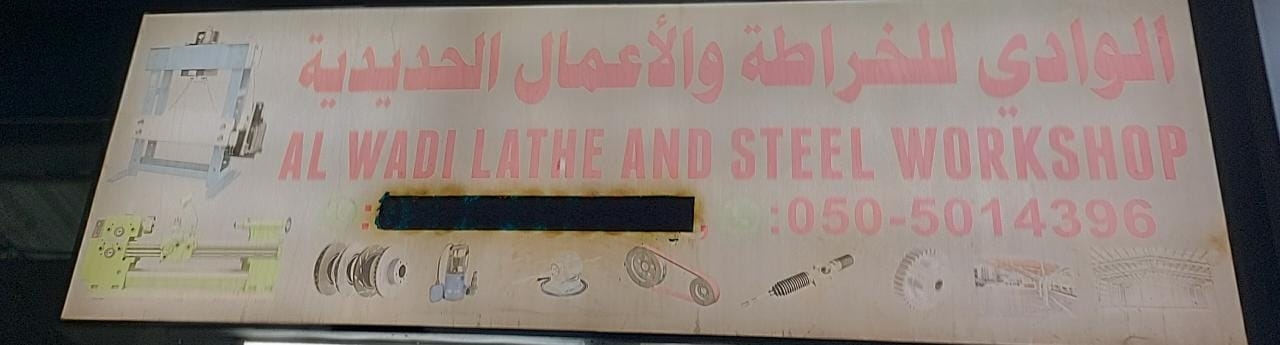 الوادي للخراطة والأعمال الحديدية
AL WADI LATHE AND STEEL WORKSHOP
: :050-5014396